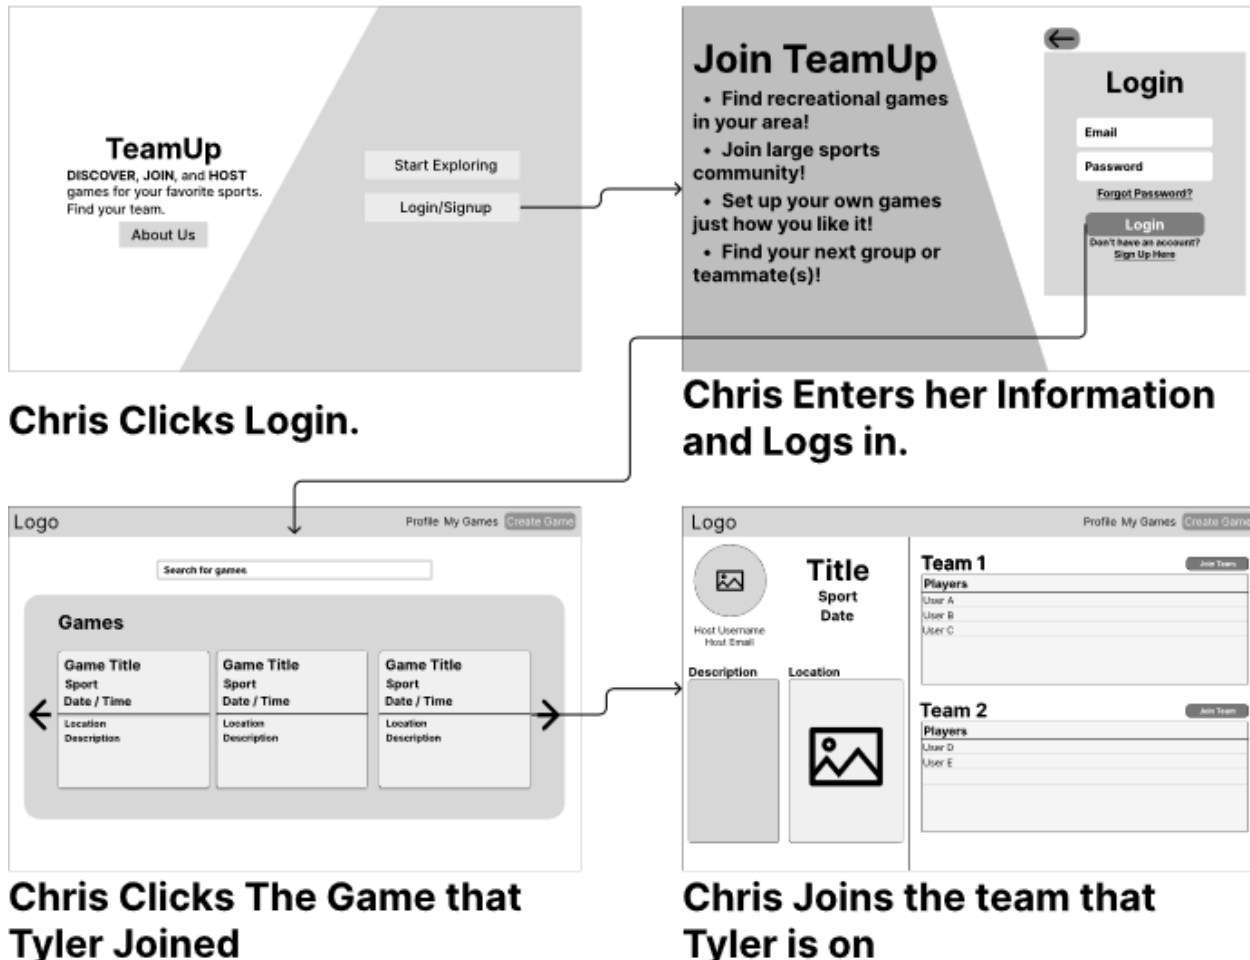 TeamUp
DISCOVER, JOIN, and HOST
games for your favorite sports.
Find your team.
About Us
Start Exploring
Login/Signup
Chris Clicks Login.
Join TeamUp
• Find recreational games
in your area!
• Join large sports
community!
• Set up your own games
just how you like it!
• Find your next group or
teammate(s)!
Login
Email
Password
Forgot Password?
Login
Don't have an account?
Sign Up Here
Chris Enters her Information
and Logs in.
Logo
Profile My Games Create Game
Search for games
Games
Game Title
Sport
Date / Time
Location
Description
Game Title
Sport
Date / Time
Location
Description
Game Title
Sport
Date / Time
Location
Description
Chris Clicks The Game that
Tyler Joined
Logo
Profile My Games Create Game
Host Username
Host Email
Title
Sport
Date
Description
Location
Team 1
Join Team
Players
User A
User B
User C
Team 2
Join Team
Players
User D
User E
Chris Joins the team that
Tyler is on